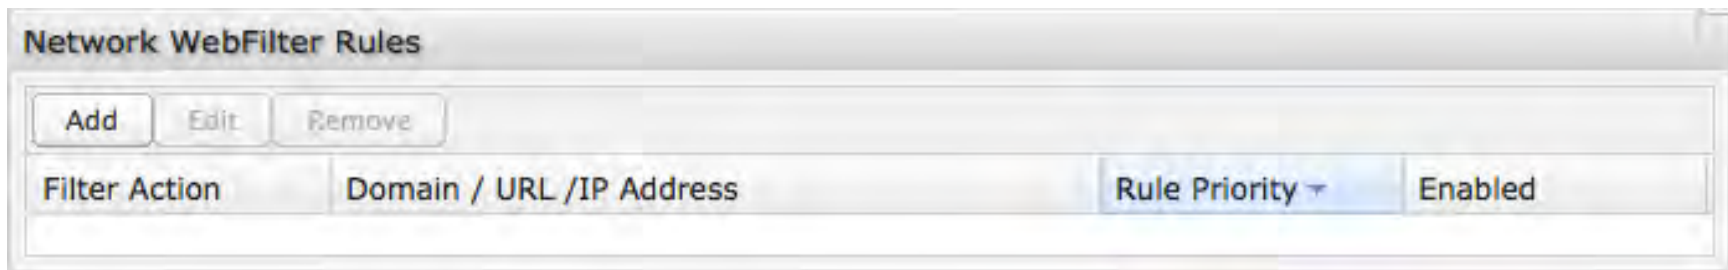 Network WebFilter Rules
Add Edit Remove
Filter Action Domain / URL /IP Address Rule Priority Enabled